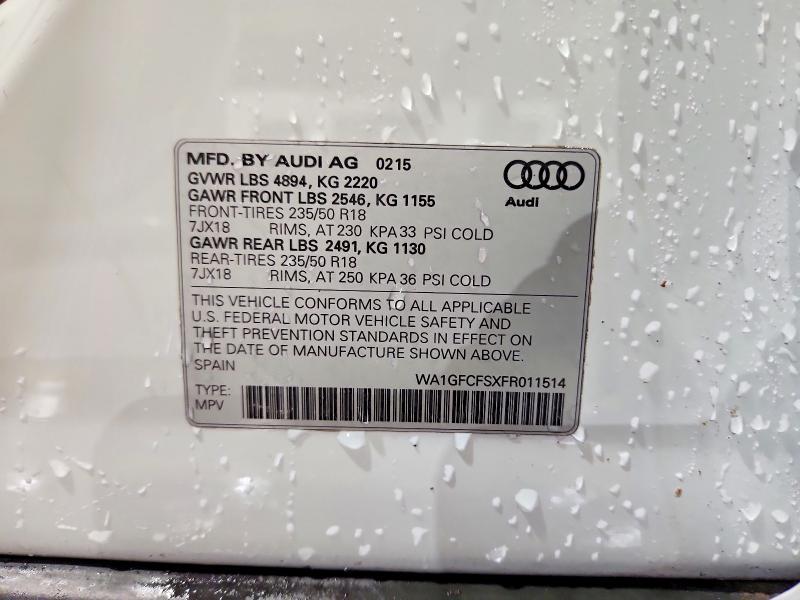 MFD. BY AUDI AG 0215
GVWR LBS 4894, KG 2220
GAWR FRONT LBS 2546, KG 1155
FRONT-TIRES 235/50 R18
7JX18 RIMS, AT 230 KPA 33 PSI COLD
GAWR REAR LBS 2491, KG 1130
REAR-TIRES 235/50 R18
7JX18 RIMS, AT 250 KPA 36 PSI COLD
Audi
THIS VEHICLE CONFORMS TO ALL APPLICABLE
U.S. FEDERAL MOTOR VEHICLE SAFETY AND
THEFT PREVENTION STANDARDS IN EFFECT ON
THE DATE OF MANUFACTURE SHOWN ABOVE.
SPAIN
WA1GFCFSXFR011514
TYPE:
MPV